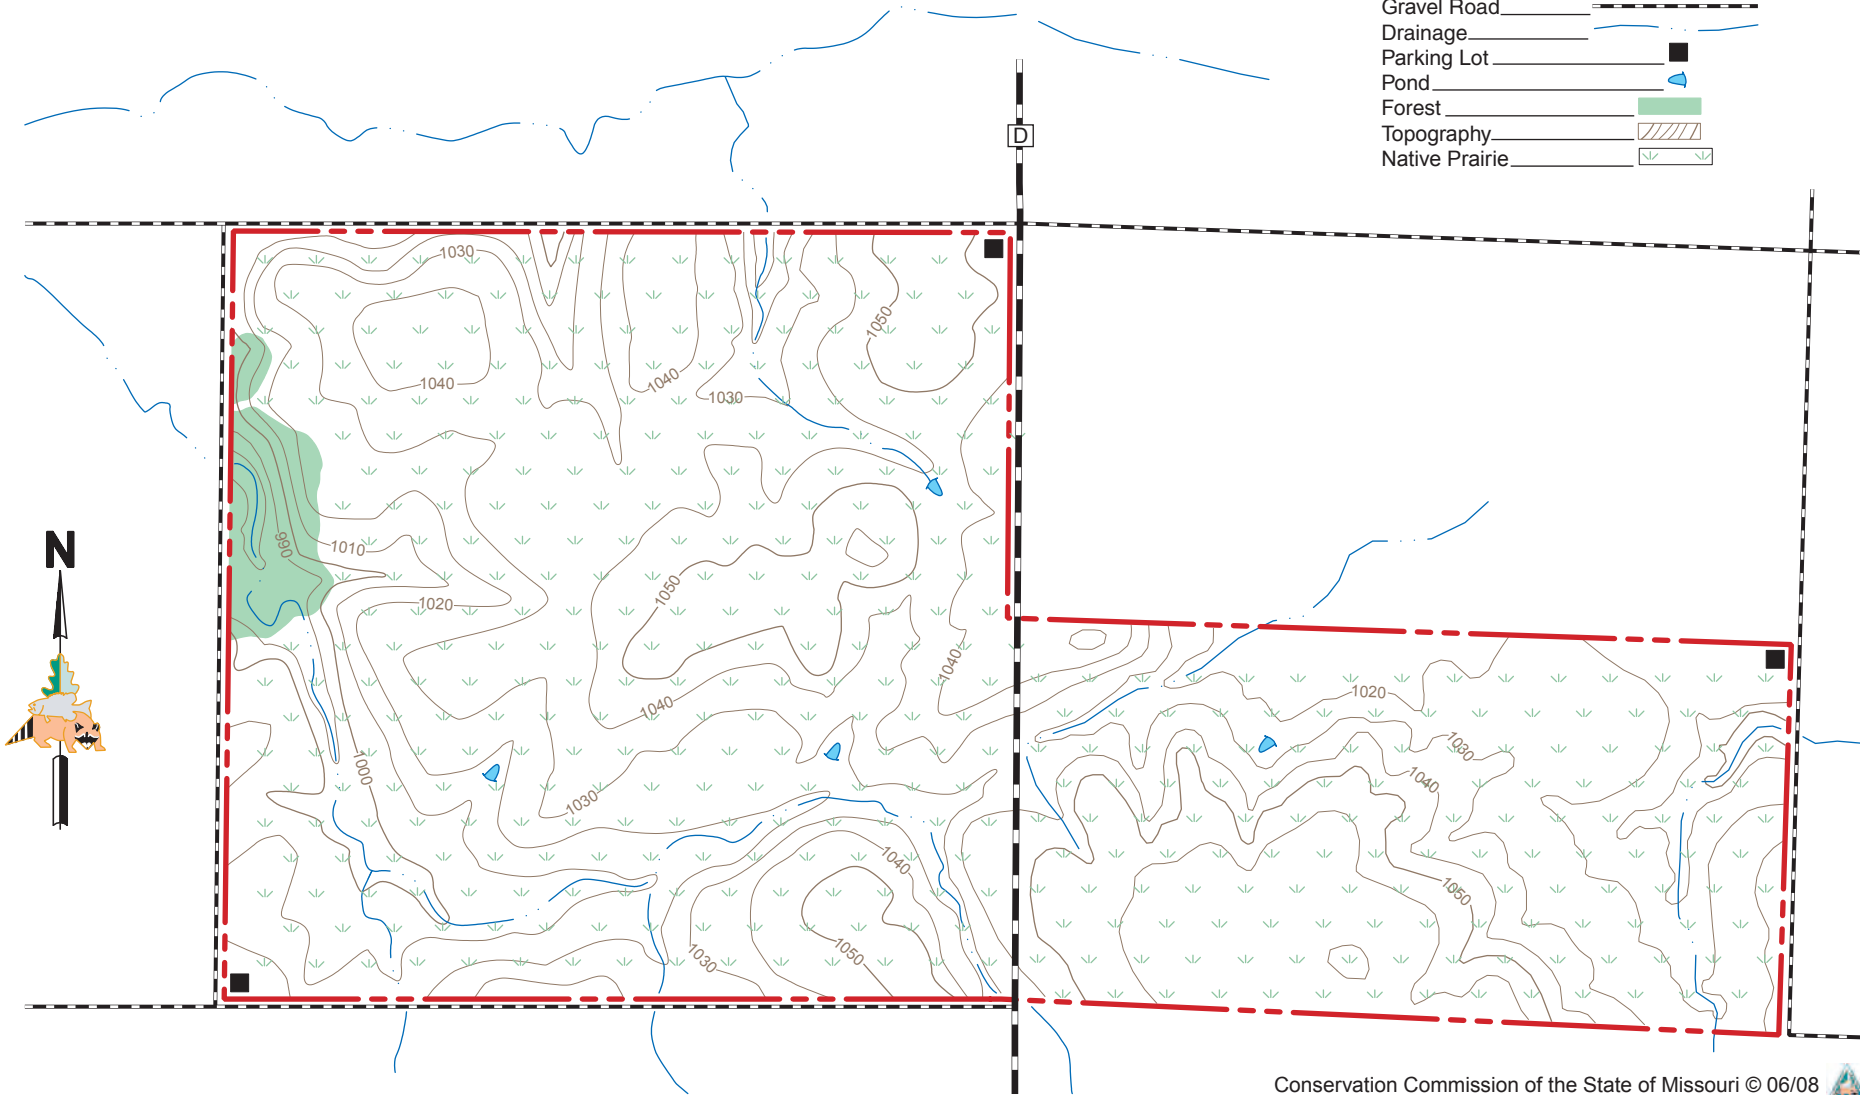 Gravel Road
Drainage
Parking Lot
Pond
Forest
Topography
Native Prairie
D
1030
1050
1040
1040
1030
990
1010
1020
1050
1040
1040
1020
1030
1040
1000
1030
1040
1050
1030
1050
N
Conservation Commission of the State of Missouri © 06/08